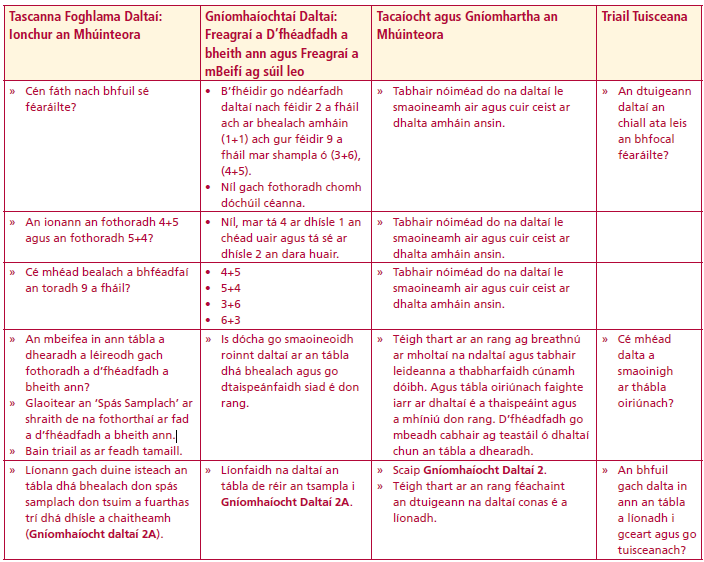 Tascanna Foghlama Daltaí:
Ionchur an Mhúinteora
Gníomhaíochtaí Daltaí:
Freagraí a D'fhéadfadh a
bheith ann agus Freagraí a
mBeifí ag súil leo
Tacaíocht agus Gníomhartha an
Mhúinteora
Triail Tuisceana
» Cén fáth nach bhfuil sé
féaráilte?
• B'fhéidir go ndéarfadh
daltaí nach féidir 2 a fháil
ach ar bhealach amháin
(1+1) ach gur féidir 9 a
fháil mar shampla ó (3+6),
(4+5).
• Níl gach fothoradh chomh
dóchúil céanna.
» Tabhair nóiméad do na daltaí le
smaoineamh air agus cuir ceist ar
dhalta amháin ansin.
» An dtuigeann
daltaí an
chiall ata leis
an bhfocal
féaráilte?
» An ionann an fothoradh 4+5
agus an fothoradh 5+4?
• Níl, mar tá 4 ar dhísle 1 an
chéad uair agus tá sé ar
dhísle 2 an dara huair.
» Tabhair nóiméad do na daltaí le
smaoineamh air agus cuir ceist ar
dhalta amháin ansin.
» Cé mhéad bealach a bhféadfaí
an toradh 9 a fháil?
• 4+5
• 5+4
• 3+6
• 6+3
» Tabhair nóiméad do na daltaí le
smaoineamh air agus cuir ceist ar
dhalta amháin ansin.
» An mbeifea in ann tábla a
dhearadh a léireodh gach
fothoradh a d'fhéadfadh a
bheith ann?
» Glaoitear an 'Spás Samplach' ar
shraith de na fothorthaí ar fad
a d'fhéadfadh a bheith ann.
» Bain triail as ar feadh tamaill.
» Is dócha go smaoineoidh
roinnt daltaí ar an tábla
dhá bhealach agus go
dtaispeánfaidh siad é don
rang.
» Téigh thart ar an rang ag breathnú
ar mholtaí na ndaltaí agus tabhair
leideanna a thabharfaidh cúnamh
dóibh. Agus tábla oiriúnach faighte
iarr ar dhaltaí é a thaispeáint agus
a mhíniú don rang. D'fhéadfadh go
mbeadh cabhair ag teastáil ó dhaltaí
chun an tábla a dhearadh.
» Cé mhéad
dalta a
smaoinigh
ar thábla
oiriúnach?
» Líonann gach duine isteach an
tábla dhá bhealach don spás
samplach don tsuim a fuarthas
trí dhá dhísle a chaitheamh
(Gníomhaíocht daltaí 2A).
» Líonfaidh na daltaí an
tábla de réir an tsampla i
Gníomhaíocht Daltaí 2A.
» Scaip Gníomhaíocht Daltaí 2.
» Téigh thart ar an rang féachaint
an dtuigeann na daltaí conas é a
líonadh.
» An bhfuil
gach dalta in
ann an tábla
a líonadh i
gceart agus go
tuisceanach?